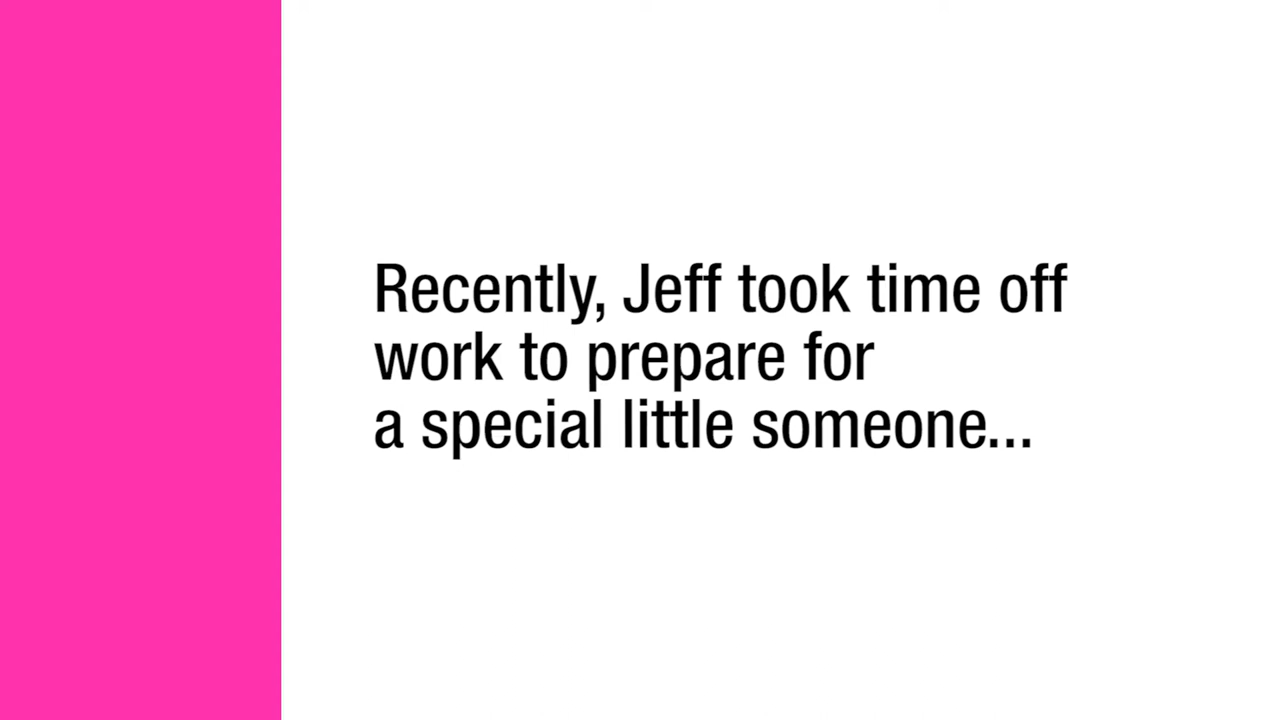 Recently, Jeff took time off
work to prepare for
a special little someone...